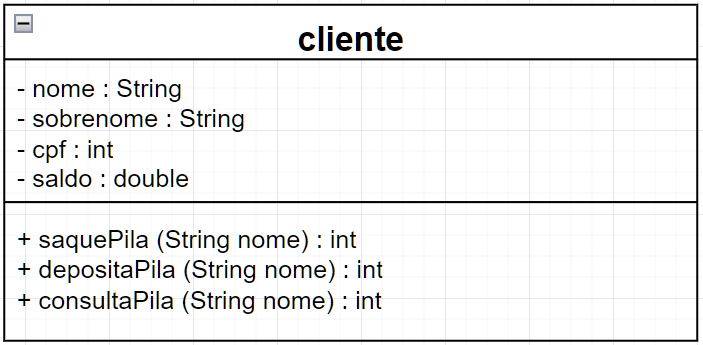 cliente
- nome : String
- sobrenome : String
- cpf : int
- saldo : double
+ saquePila (String nome) : int
+ depositaPila (String nome) : int
+ consultaPila (String nome) : int